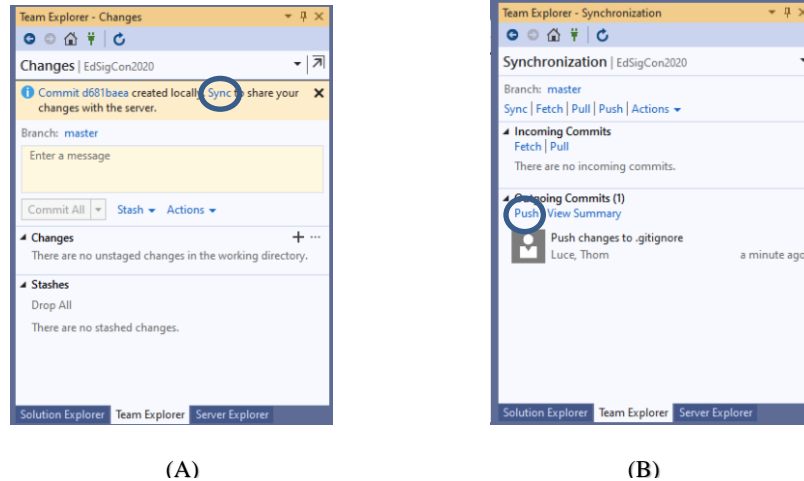 Team Explorer - Changes
Changes | EdSigCon2020
Commit d681baea created locally. Sync to share your
changes with the server.
Branch: master
Enter a message
Commit All
Stash
Actions
Changes
There are no unstaged changes in the working directory.
Stashes
Drop All
There are no stashed changes.
Solution Explorer Team Explorer Server Explorer
(A)
Team Explorer - Synchronization
Synchronization | EdSigCon2020
Branch: master
Sync | Fetch | Pull | Push | Actions
Incoming Commits
Fetch | Pull
There are no incoming commits.
Outgoing Commits (1)
Push View Summary
Push changes to .gitignore
Luce, Thom a minute ago
Solution Explorer Team Explorer Server Explorer
(B)